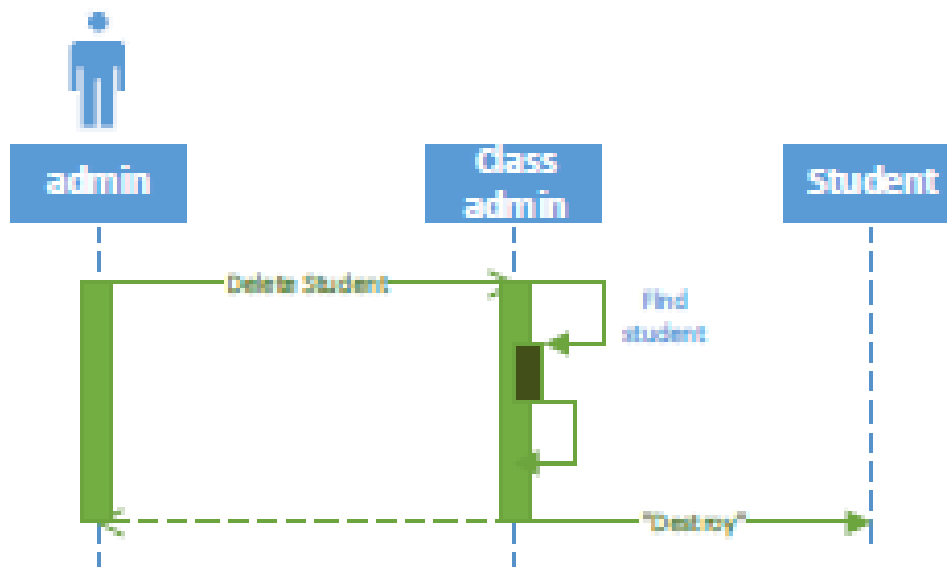 admin
Class
admin
Student
Delete Student
Find
student
"Destroy"